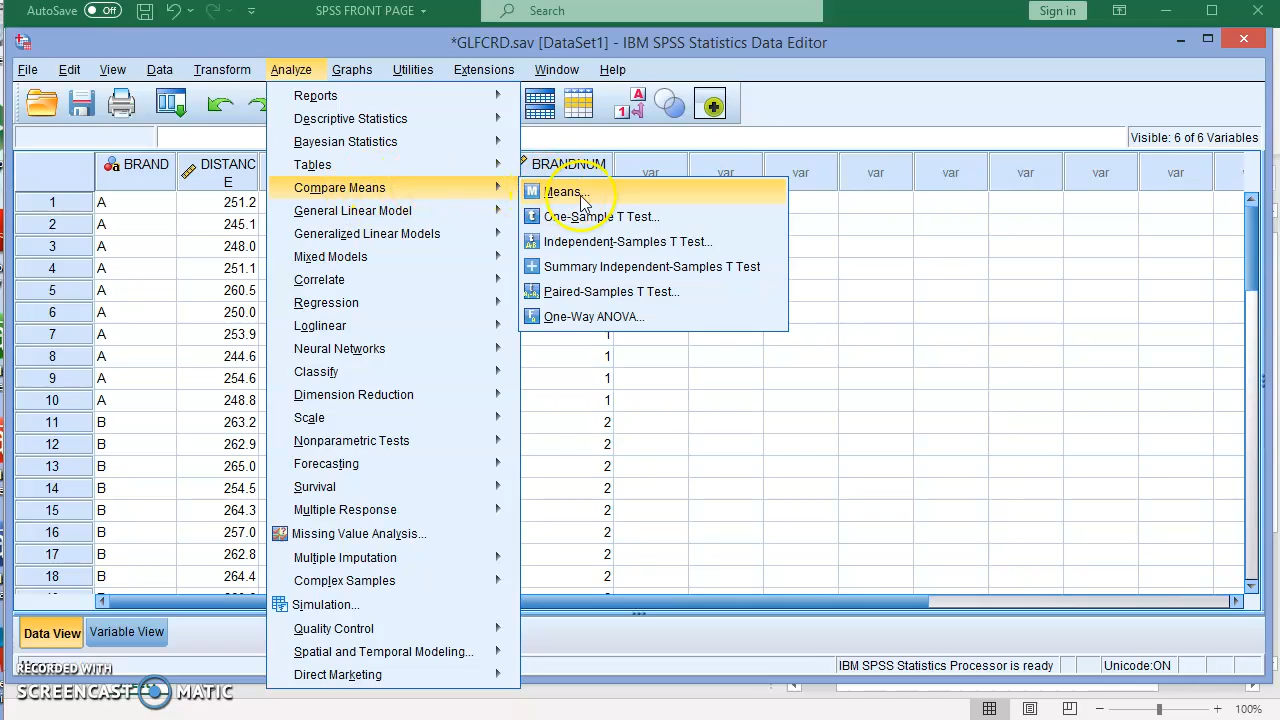 AutoSave Off SPSS FRONT PAGE Search Sign in
*GLFCRD.sav [DataSet1] - IBM SPSS Statistics Data Editor
File Edit View Data Transform Analyze Graphs Utilities Extensions Window Help
Visible: 6 of 6 Variables
BRAND DISTANC
E
BRANDNUM var var var var var var var var
1 A 251.2
2 A 245.1
3 A 248.0
4 A 251.1
5 A 260.5
6 A 250.0
7 A 253.9 1
8 A 244.6 1
9 A 254.6 1
10 A 248.8 1
11 B 263.2 2
12 B 262.9 2
13 B 265.0 2
14 B 254.5 2
15 B 264.3 2
16 B 257.0 2
17 B 262.8 2
18 B 264.4 2
Reports
Descriptive Statistics
Bayesian Statistics
Tables
Compare Means
General Linear Model
Generalized Linear Models
Mixed Models
Correlate
Regression
Loglinear
Neural Networks
Classify
Dimension Reduction
Scale
Nonparametric Tests
Forecasting
Survival
Multiple Response
Missing Value Analysis...
Multiple Imputation
Complex Samples
Simulation...
Quality Control
Spatial and Temporal Modeling...
Direct Marketing
M Means...
t One-Sample T Test...
Independent-Samples T Test...
Summary Independent-Samples T Test
Paired-Samples T Test...
One-Way ANOVA...
Data View Variable View
IBM SPSS Statistics Processor is ready Unicode:ON
RECORDED WITH
SCREENCAST MATIC
100%